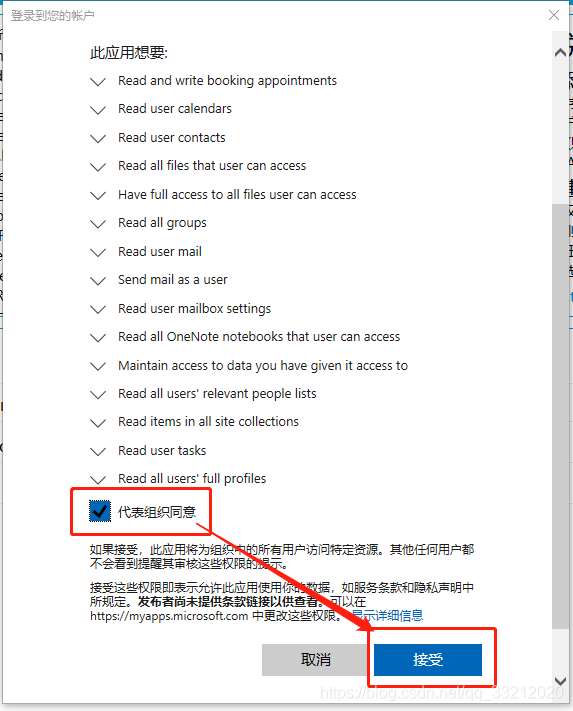 登录到您的帐户
此应用想要:
Read and write booking appointments
Read user calendars
Read user contacts
Read all files that user can access
Have full access to all files user can access
Read all groups
Read user mail
Send mail as a user
Read user mailbox settings
Read all OneNote notebooks that user can access
Maintain access to data you have given it access to
Read all users' relevant people lists
Read items in all site collections
Read user tasks
Read all users' full profiles
代表组织同意
如果接受，此应用将为组织中的所有用户访问特定资源。其他任何用户都
不会看到提醒其审核这些权限的提示。
接受这些权限即表示允许此应用使用你的数据，如服务条款和隐私声明中
所规定。发布者尚未提供条款链接以供查看。可以在
https://myapps.microsoft.com 中更改这些权限。显示详细信息
取消
接受
https://blog.csdn.net/qq_33212020